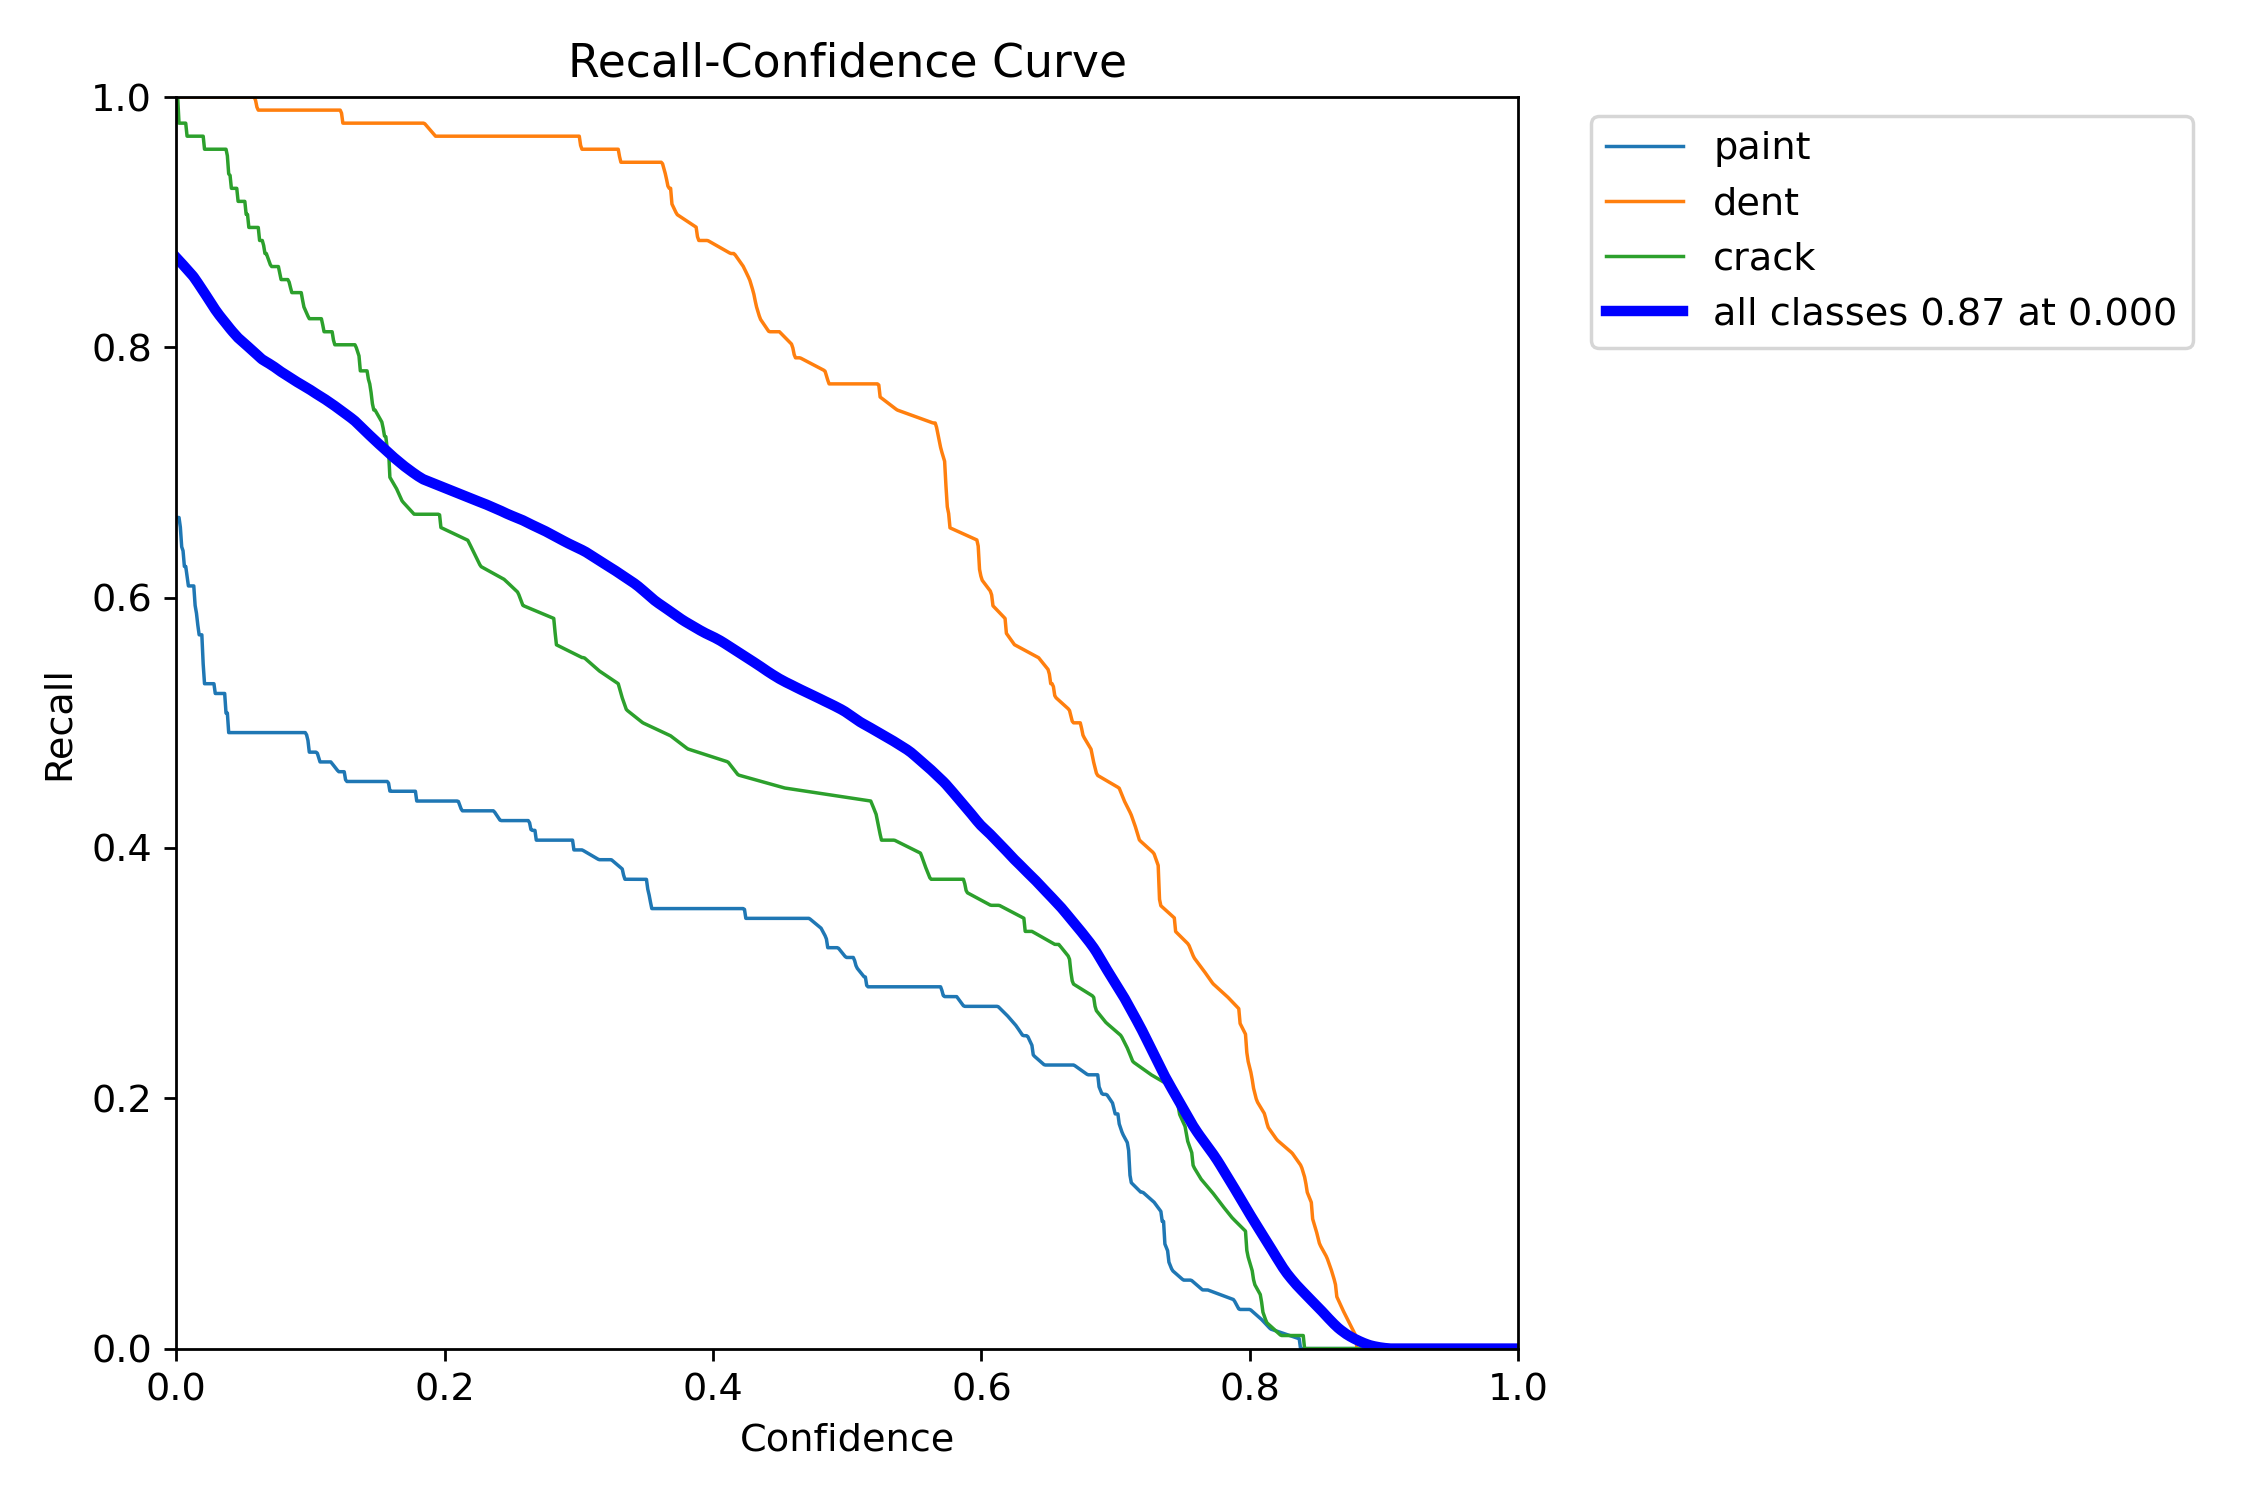 Recall-Confidence Curve
1.0
0.8
0.6
0.4
0.2
0.0
Recall
0.0 0.2 0.4 0.6 0.8 1.0
Confidence
paint
dent
crack
all classes 0.87 at 0.000